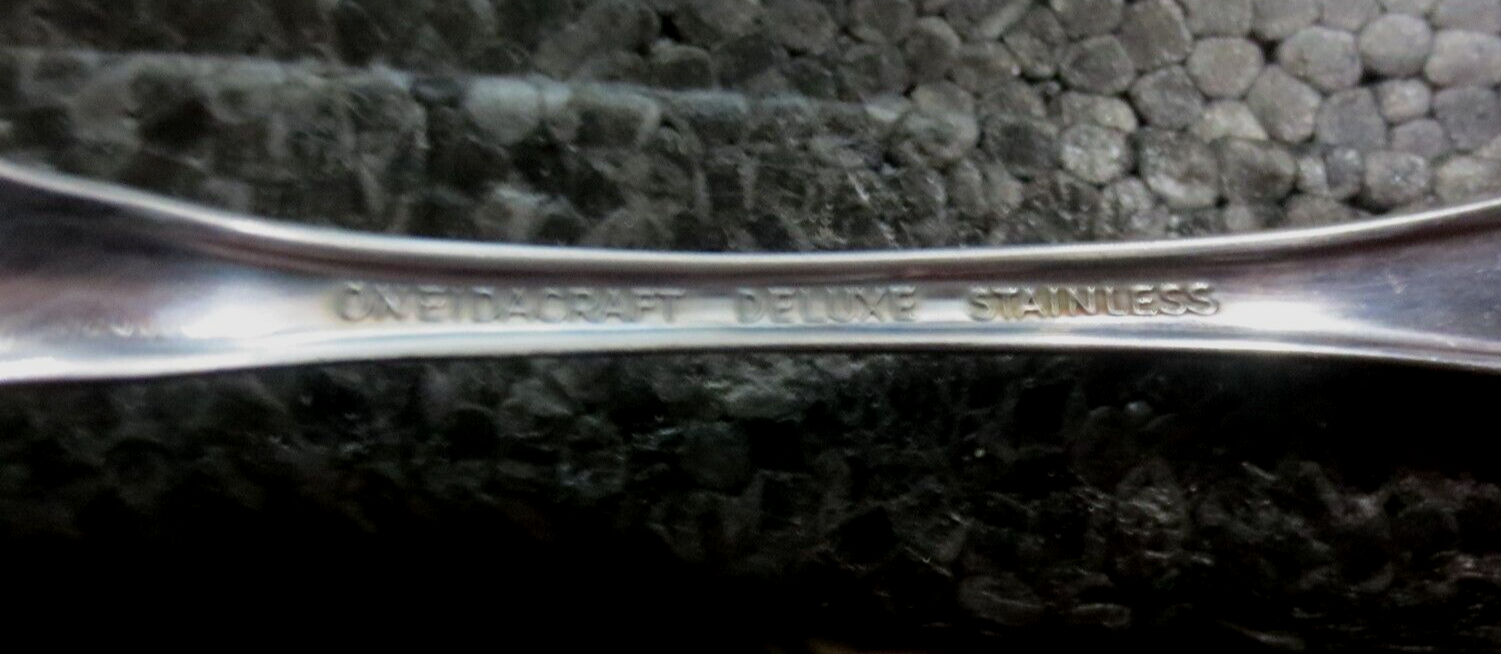 ONEIDACRAFT DELUXE STAINLESS